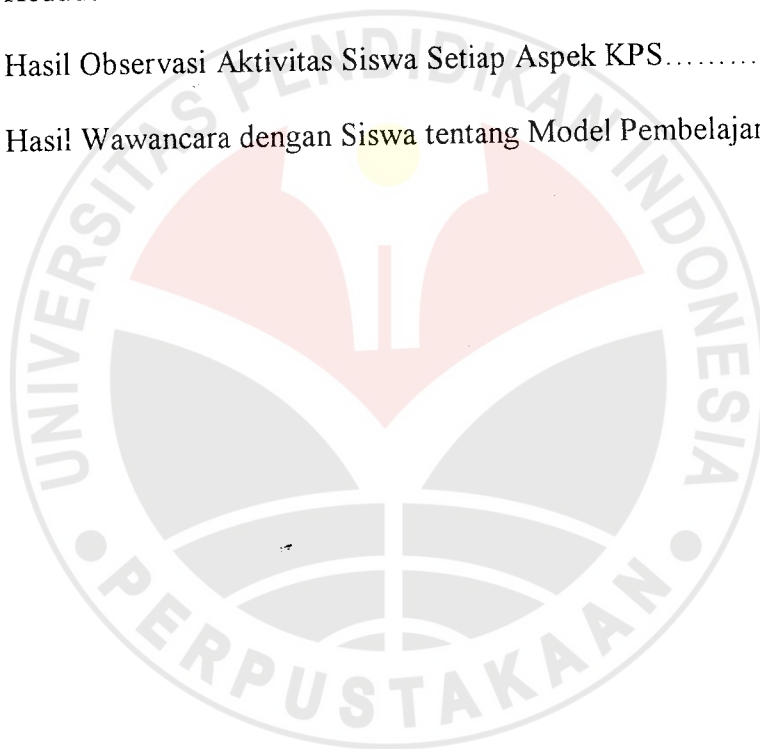 Hasil Observasi Aktivitas Siswa Setiap Aspek KPS.........
Hasil Wawancara dengan Siswa tentang Model Pembelajar
UNIVERSITAS PENDIDIKAN INDONESIA
PERPUSTAKAAN